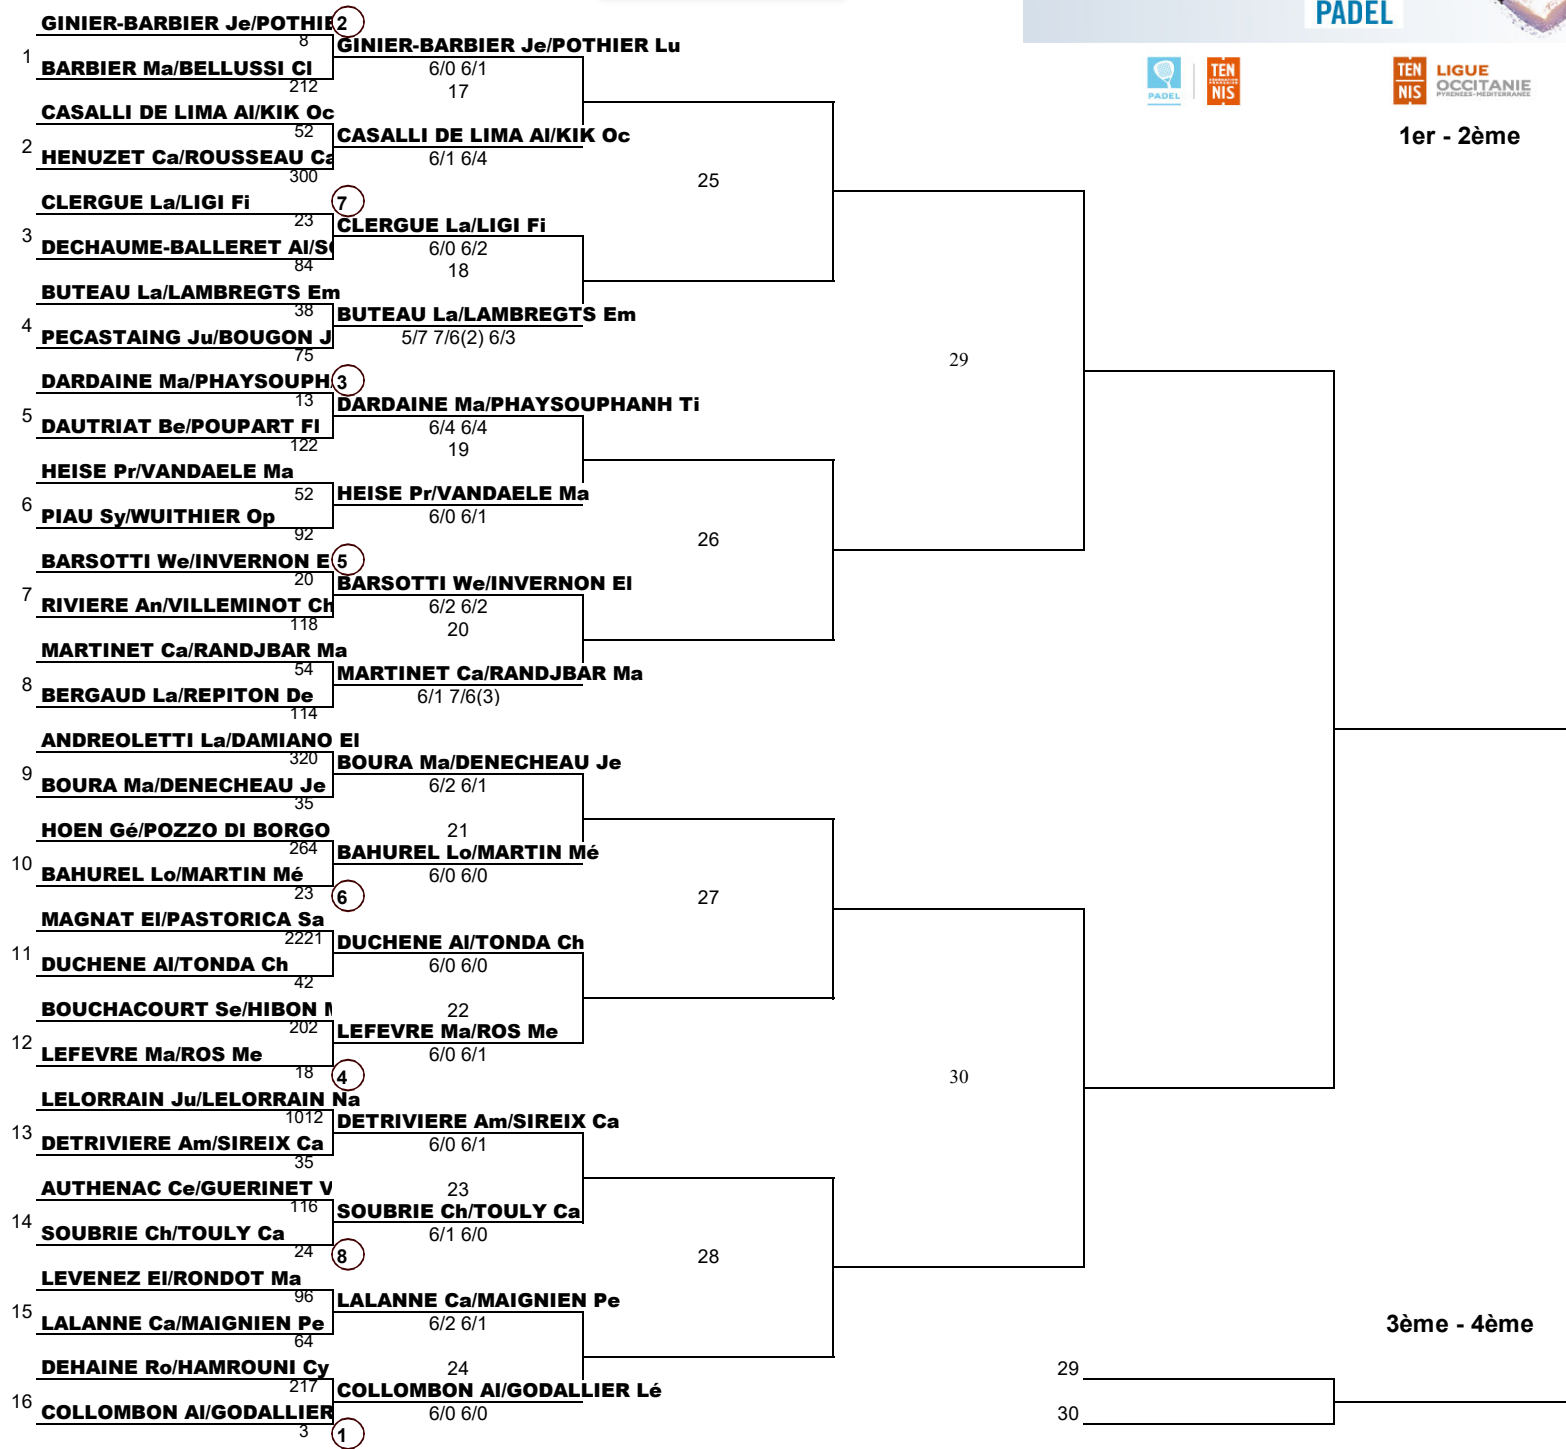 PADEL
PADEL
TEN
NIS
TEN
NIS
LIGUE
OCCITANIE
PYRENEES-MEDITERRANEE
1er - 2ème
GINIER-BARBIER Je/POTHIE
2
8
GINIER-BARBIER Je/POTHIER Lu
1
BARBIER Ma/BELLUSSI Cl
6/0 6/1
212
17
CASALLI DE LIMA Al/KIK Oc
52
CASALLI DE LIMA Al/KIK Oc
2
HENUZET Ca/ROUSSEAU Ca
6/1 6/4
300
25
CLERGUE La/LIGI Fi
7
23
CLERGUE La/LIGI Fi
3
DECHAUME-BALLERET Al/S
6/0 6/2
84
18
BUTEAU La/LAMBREGTS Em
38
BUTEAU La/LAMBREGTS Em
4
PECASTAING Ju/BOUGON J
5/7 7/6(2) 6/3
75
29
DARDAINE Ma/PHAYSOUPH
3
13
DARDAINE Ma/PHAYSOUPHANH Ti
5
DAUTRIAT Be/POUPART Fl
6/4 6/4
122
19
HEISE Pr/VANDAELE Ma
52
HEISE Pr/VANDAELE Ma
6
PIAU Sy/WUITHIER Op
6/0 6/1
92
26
BARSOTTI We/INVERNON E
5
20
BARSOTTI We/INVERNON El
7
RIVIERE An/VILLEMINOT Ch
6/2 6/2
118
20
MARTINET Ca/RANDJBAR Ma
54
MARTINET Ca/RANDJBAR Ma
8
BERGAUD La/REPITON De
6/1 7/6(3)
114
ANDREOLETTI La/DAMIANO El
320
BOURA Ma/DENECHEAU Je
9
BOURA Ma/DENECHEAU Je
6/2 6/1
35
HOEN Gé/POZZO DI BORGO
21
264
BAHUREL Lo/MARTIN Mé
10
BAHUREL Lo/MARTIN Mé
6/0 6/0
23
6
27
MAGNAT El/PASTORICA Sa
2221
DUCHENE Al/TONDA Ch
11
DUCHENE Al/TONDA Ch
6/0 6/0
42
BOUCHACOURT Se/HIBON
22
202
LEFEVRE Ma/ROS Me
12
LEFEVRE Ma/ROS Me
6/0 6/1
18
4
30
LELORRAIN Ju/LELORRAIN Na
1012
DETRIVIERE Am/SIREIX Ca
13
DETRIVIERE Am/SIREIX Ca
6/0 6/1
35
AUTHENAC Ce/GUERINET V
23
116
SOUBRIE Ch/TOULY Ca
14
SOUBRIE Ch/TOULY Ca
6/1 6/0
24
8
28
LEVENEZ El/RONDOT Ma
96
LALANNE Ca/MAIGNIEN Pe
15
LALANNE Ca/MAIGNIEN Pe
6/2 6/1
3ème - 4ème
64
DEHAINE Ro/HAMROUNI Cy
24
29
217
COLLOMBON Al/GODALLIER Lé
16
COLLOMBON Al/GODALLIER
6/0 6/0
30
3
1